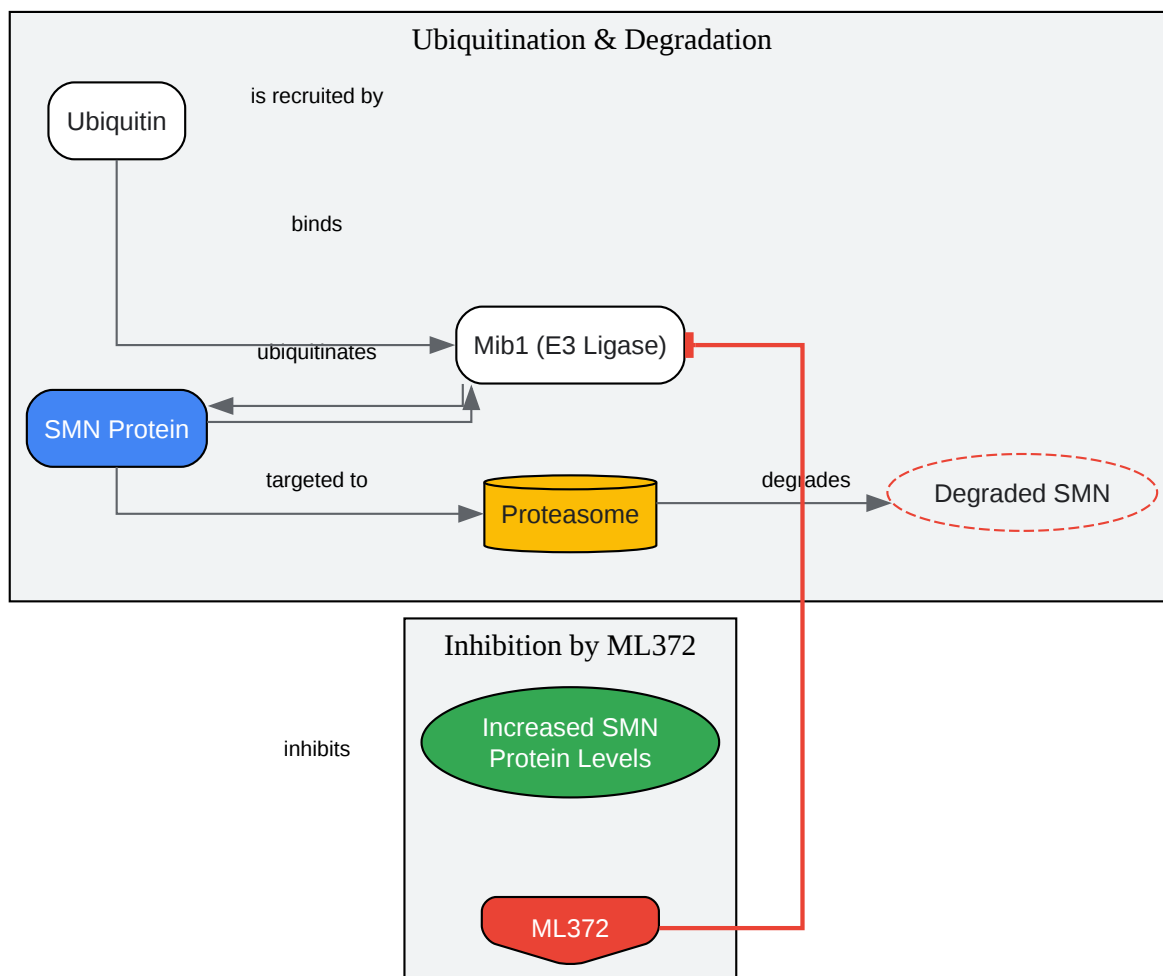 Ubiquitination & Degradation
is recruited by
Ubiquitin
binds
Mib1 (E3 Ligase)
ubiquitinates
SMN Protein
targeted to
degrades
Degraded SMN
Proteasome
Inhibition by ML372
Increased SMN
Protein Levels
inhibits
ML372